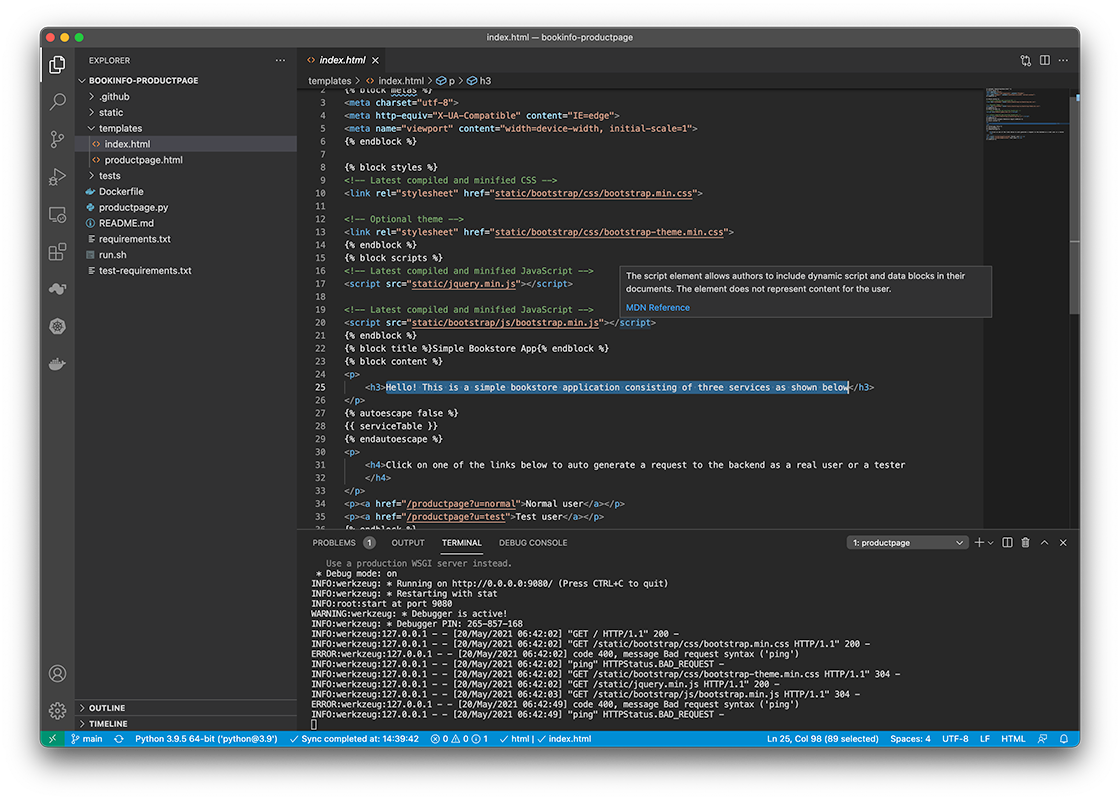 index.html — bookinfo-productpage
EXPLORER
BOOKINFO-PRODUCTPAGE
.github
static
templates
index.html
productpage.html
tests
Dockerfile
productpage.py
README.md
requirements.txt
run.sh
test-requirements.txt
OUTLINE
TIMELINE
index.html
templates > index.html > p > h3
2 {% block metas %}
3 <meta charset="utf-8">
4 <meta http-equiv="X-UA-Compatible" content="IE=edge">
5 <meta name="viewport" content="width=device-width, initial-scale=1">
6 {% endblock %}
7
8 {% block styles %}
9 <!-- Latest compiled and minified CSS -->
10 <link rel="stylesheet" href="static/bootstrap/css/bootstrap.min.css">
11
12 <!-- Optional theme -->
13 <link rel="stylesheet" href="static/bootstrap/css/bootstrap-theme.min.css">
14 {% endblock %}
15 {% block scripts %}
16 <!-- Latest compiled and minified JavaScript -->
17 <script src="static/jquery.min.js"></script>
18
19 <!-- Latest compiled and minified JavaScript -->
20 <script src="static/bootstrap/js/bootstrap.min.js"></script>
21 {% endblock %}
22 {% block title %}Simple Bookstore App{% endblock %}
23 {% block content %}
24 <p>
25 <h3>Hello! This is a simple bookstore application consisting of three services as shown below</h3>
26 </p>
27 {% autoescape false %}
28 {{ serviceTable }}
29 {% endautoescape %}
30 <p>
31 <h4>Click on one of the links below to auto generate a request to the backend as a real user or a tester
32 </h4>
33 </p>
34 <p><a href="/productpage?u=normal">Normal user</a></p>
35 <p><a href="/productpage?u=test">Test user</a></p>
36 {% endblock %}
The script element allows authors to include dynamic script and data blocks in their
documents. The element does not represent content for the user.
MDN Reference
PROBLEMS 1 OUTPUT TERMINAL DEBUG CONSOLE 1: productpage
Use a production WSGI server instead.
* Debug mode: on
INFO:werkzeug: * Running on http://0.0.0.0:9080/ (Press CTRL+C to quit)
INFO:werkzeug: * Restarting with stat
INFO:root:start at port 9080
WARNING:werkzeug: * Debugger is active!
INFO:werkzeug: * Debugger PIN: 265-857-168
INFO:werkzeug:127.0.0.1 - - [20/May/2021 06:42:02] "GET / HTTP/1.1" 200 -
INFO:werkzeug:127.0.0.1 - - [20/May/2021 06:42:02] "GET /static/bootstrap/css/bootstrap.min.css HTTP/1.1" 200 -
ERROR:werkzeug:127.0.0.1 - - [20/May/2021 06:42:02] code 400, message Bad request syntax ('ping')
INFO:werkzeug:127.0.0.1 - - [20/May/2021 06:42:02] "ping" HTTPStatus.BAD_REQUEST -
INFO:werkzeug:127.0.0.1 - - [20/May/2021 06:42:02] "GET /static/bootstrap/css/bootstrap-theme.min.css HTTP/1.1" 304 -
INFO:werkzeug:127.0.0.1 - - [20/May/2021 06:42:02] "GET /static/jquery.min.js HTTP/1.1" 200 -
INFO:werkzeug:127.0.0.1 - - [20/May/2021 06:42:03] "GET /static/bootstrap/js/bootstrap.min.js HTTP/1.1" 304 -
ERROR:werkzeug:127.0.0.1 - - [20/May/2021 06:42:49] code 400, message Bad request syntax ('ping')
INFO:werkzeug:127.0.0.1 - - [20/May/2021 06:42:49] "ping" HTTPStatus.BAD_REQUEST -
main Python 3.9.5 64-bit ('python@3.9') Sync completed at: 14:39:42 0 0 1 html | index.html Ln 25, Col 98 (89 selected) Spaces: 4 UTF-8 LF HTML